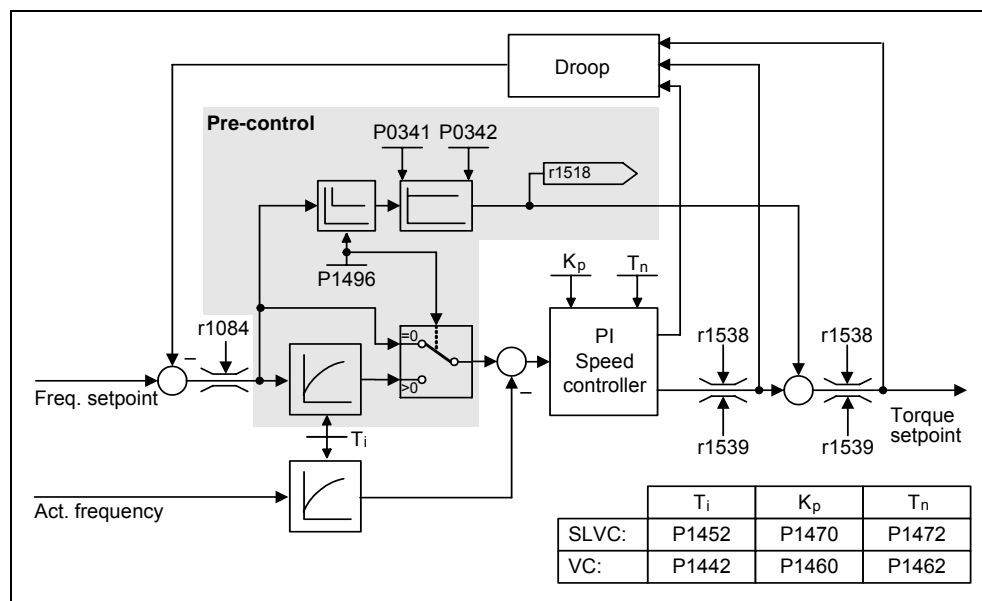 Droop
Pre-control
P0341 P0342
r1518
P1496
Kp Tn
r1084
=0
>0
PI
Speed
controller
r1538 r1538
–
–
Freq. setpoint
Torque
setpoint
r1539 r1539
Ti
Act. frequency
Ti Kp Tn
SLVC: P1452 P1470 P1472
VC: P1442 P1460 P1462